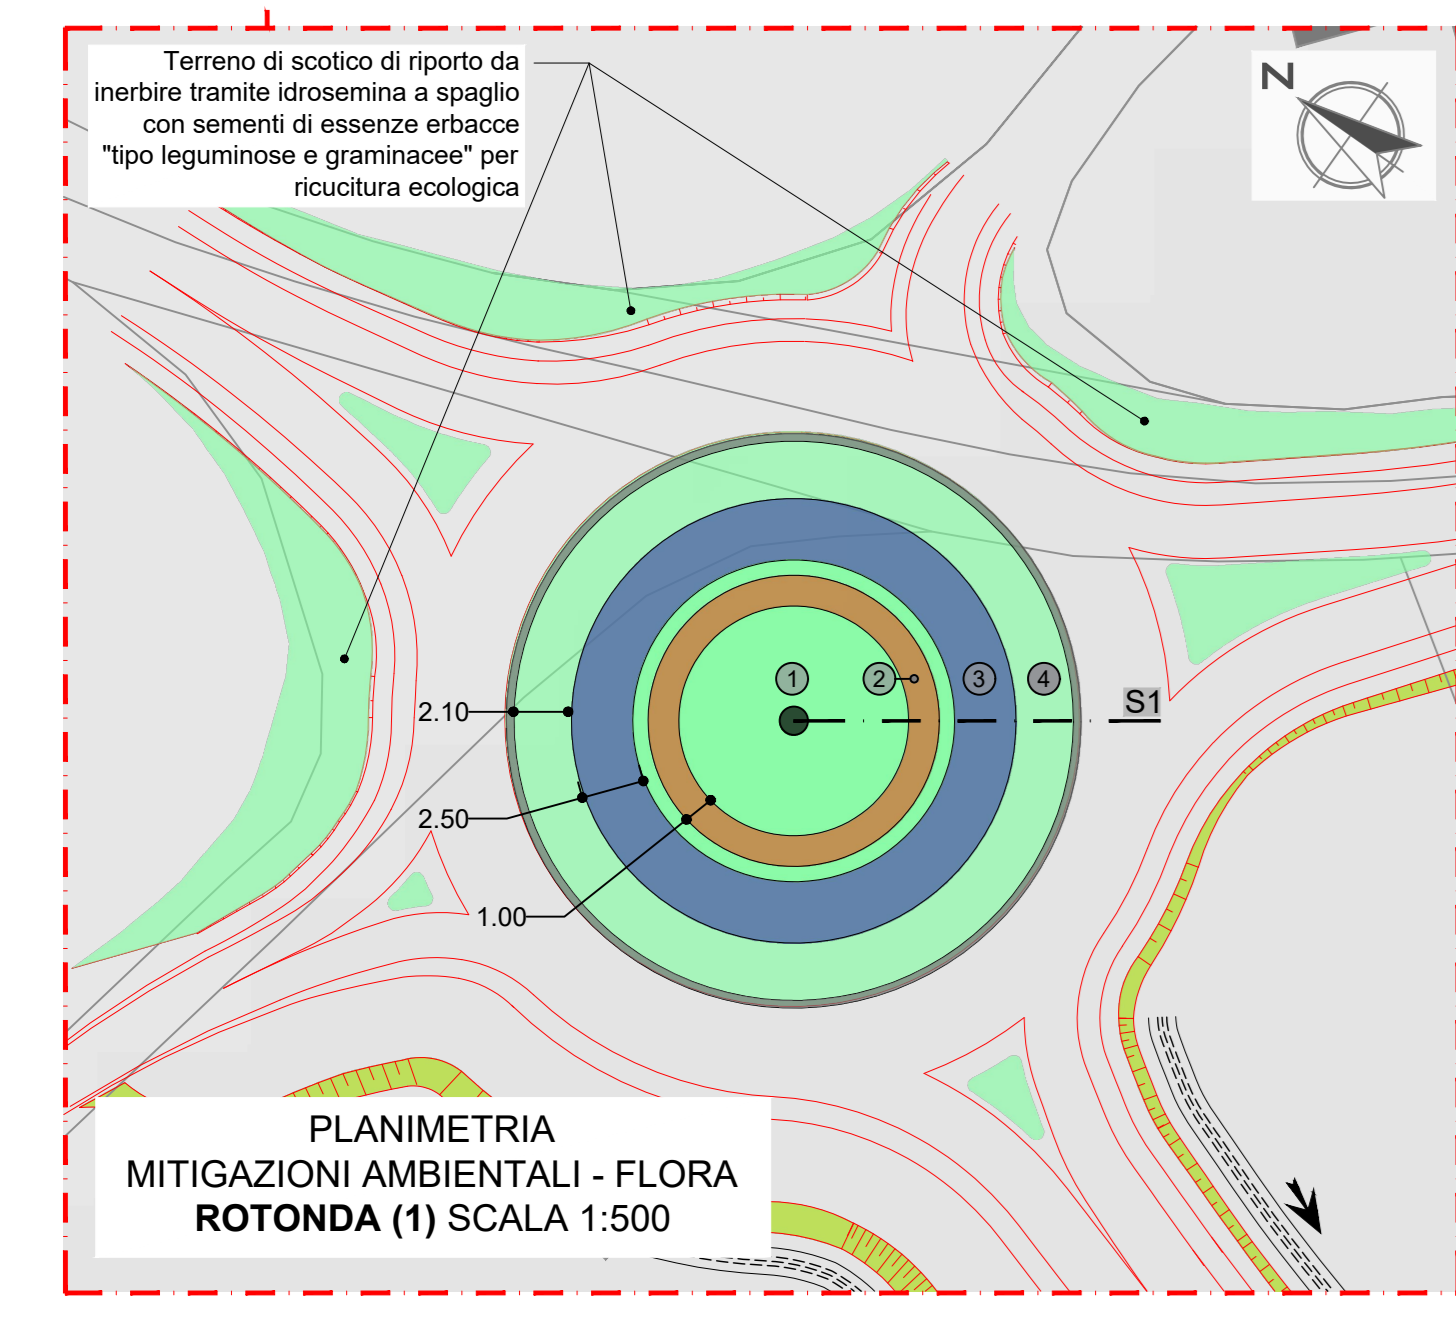 Terreno di scotico di riporto da
inerbire tramite idrosemina a spaglio
con sementi di essenze erbacce
"tipo leguminose e graminacee" per
ricucitura ecologica
N
1
2
3
4
S1
2.10
2.50
1.00
PLANIMETRIA
MITIGAZIONI AMBIENTALI - FLORA
ROTONDA (1) SCALA 1:500